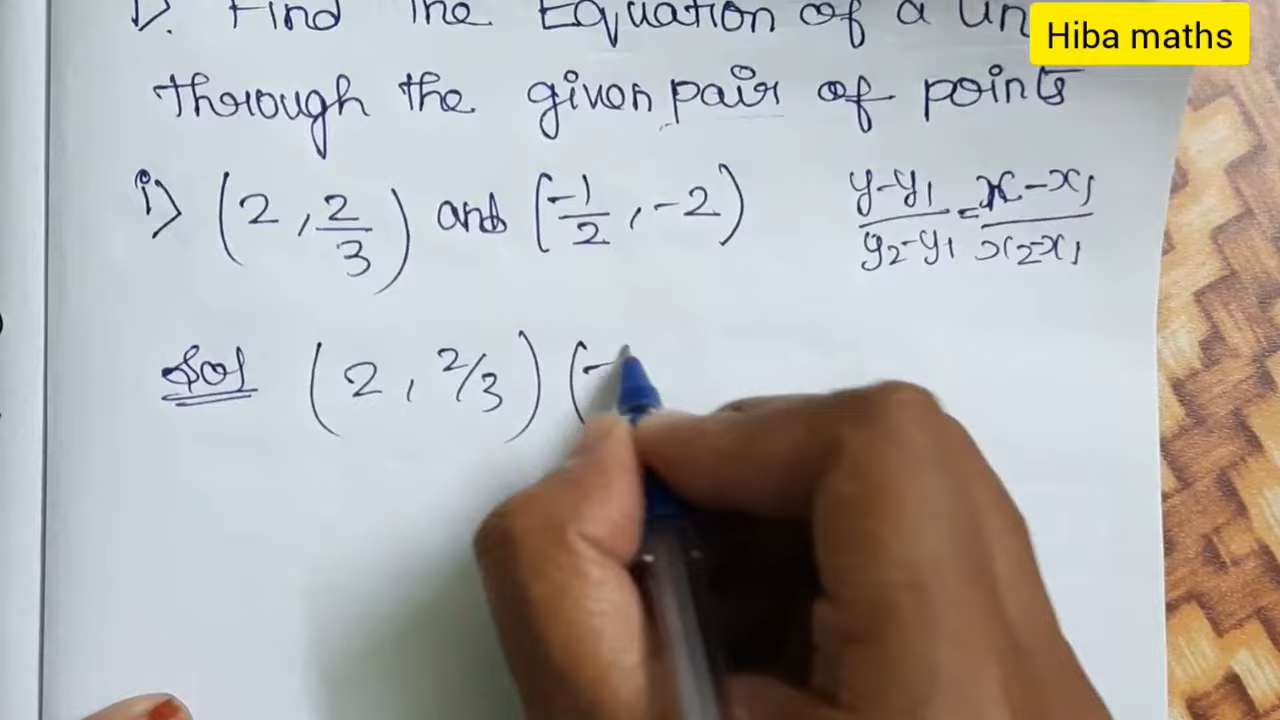 1). Find the Equation of a
Hiba maths
through the given pair of points
i) (2, 2/3) and (-1/2, -2) y-y1/y2-y1 = x-x1/x2-x1
Sol (2, 2/3) (-